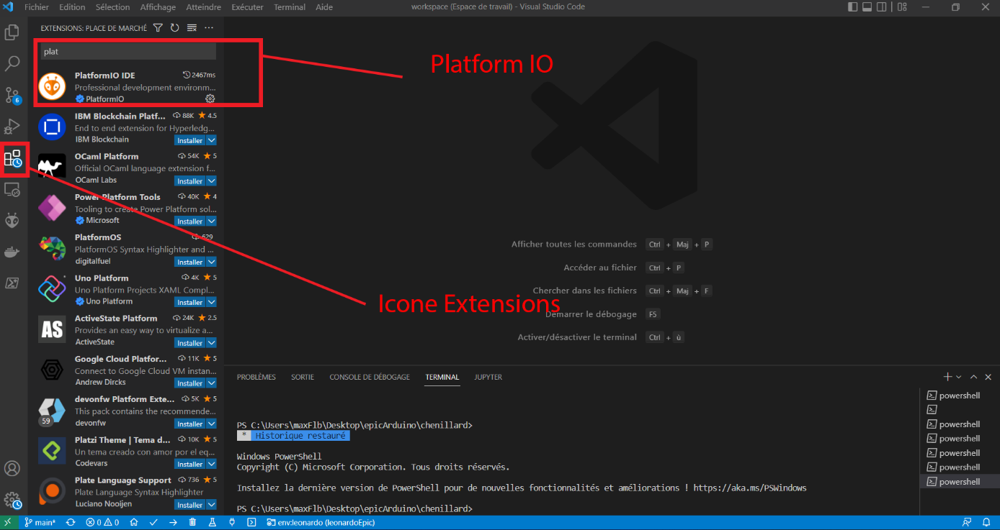 Fichier Edition Sélection Affichage Atteindre Exécuter Terminal Aide
workspace (Espace de travail) - Visual Studio Code
EXTENSIONS: PLACE DE MARCHÉ
plat
PlatformIO IDE 2467ms
Professional development environm...
PlatformIO
IBM Blockchain Platf... 88K 4.5
End to end extension for Hyperledg...
IBM Blockchain Installer
OCaml Platform 54K 5
Official OCaml language extension f...
OCaml Labs Installer
Power Platform Tools 40K 4
Tooling to create Power Platform sol...
Microsoft Installer
PlatformOS 629
PlatformOS Syntax Highlighter and ...
digitalfuel Installer
Uno Platform 4K 5
Uno Platform Projects XAML Compl...
Uno Platform Installer
AS
ActiveState Platform 24K 2.5
Provides an easy way to virtualize a...
ActiveState Installer
Google Cloud Platfor... 11K 5
Connect to Google Cloud VM instan...
Andrew Dircks Installer
devonfw Platform Exte... 5K 5
This pack contains the recommende...
59
devonfw Installer
Platzi Theme | Tema d... 10K 5
Un tema creado con amor por el eq...
Codevars Installer
Plate Language Support 736 5
Plate Language Syntax Highlighter
Luciano Nooijen Installer
6
Platform IO
Icone Extensions
Afficher toutes les commandes Ctrl + Maj + P
Accéder au fichier Ctrl + P
Chercher dans les fichiers Ctrl + Maj + F
Démarrer le débogage F5
Activer/désactiver le terminal Ctrl + ù
PROBLÈMES SORTIE CONSOLE DE DÉBOGAGE TERMINAL JUPYTER
PS C:\Users\maxFlb\Desktop\epicArduino\chenillard>
* Historique restauré
Windows PowerShell
Copyright (C) Microsoft Corporation. Tous droits réservés.
Installez la dernière version de PowerShell pour de nouvelles fonctionnalités et améliorations ! https://aka.ms/PSWindows
PS C:\Users\maxFlb\Desktop\epicArduino\chenillard>
powershell
powershell
powershell
powershell
powershell
powershell
main* 0 0 env:leonardo (leonardoEpic)